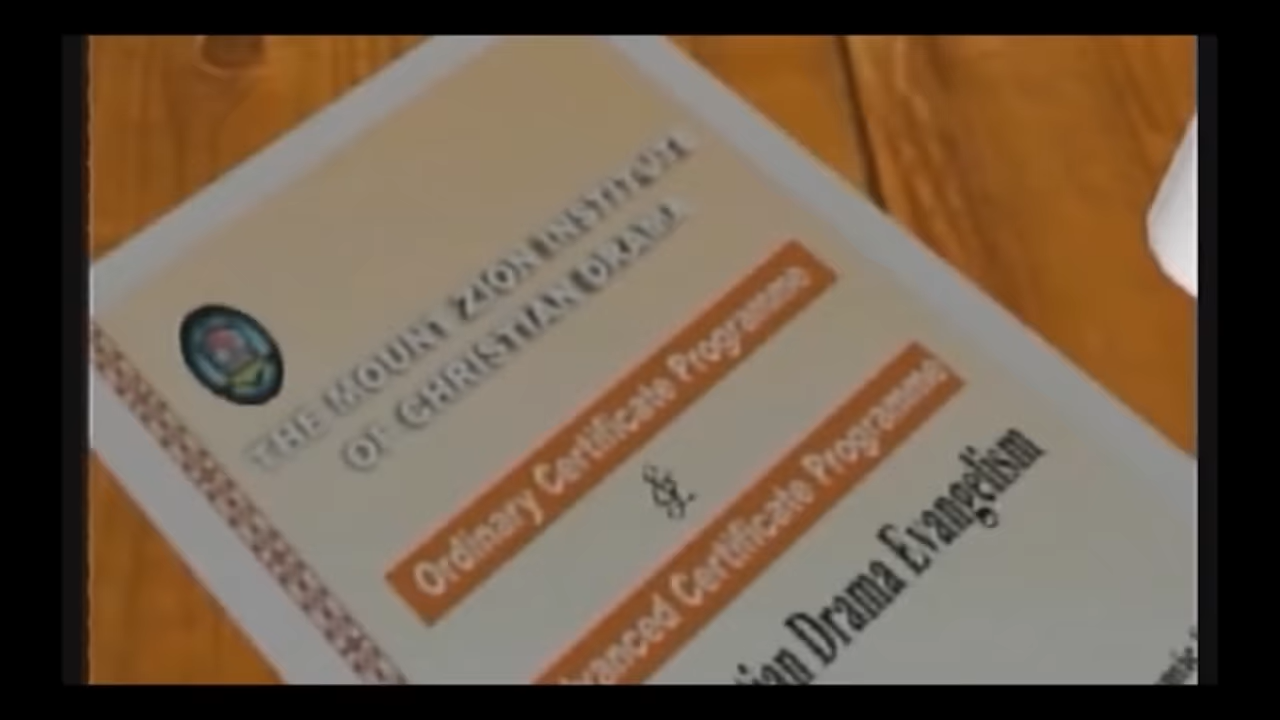 THE MOUNT ZION INSTITUTE
OF CHRISTIAN DRAMA
Ordinary Certificate Programme
&
Advanced Certificate Programme
Drama Evangelism